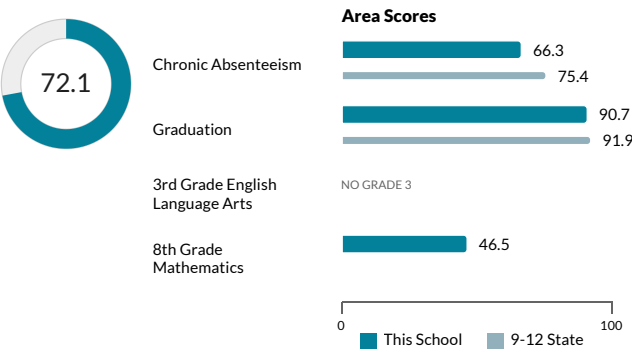 Area Scores
72.1
Chronic Absenteeism
66.3
75.4
Graduation
90.7
91.9
3rd Grade English
Language Arts
NO GRADE 3
8th Grade
Mathematics
46.5
0
100
This School
9-12 State